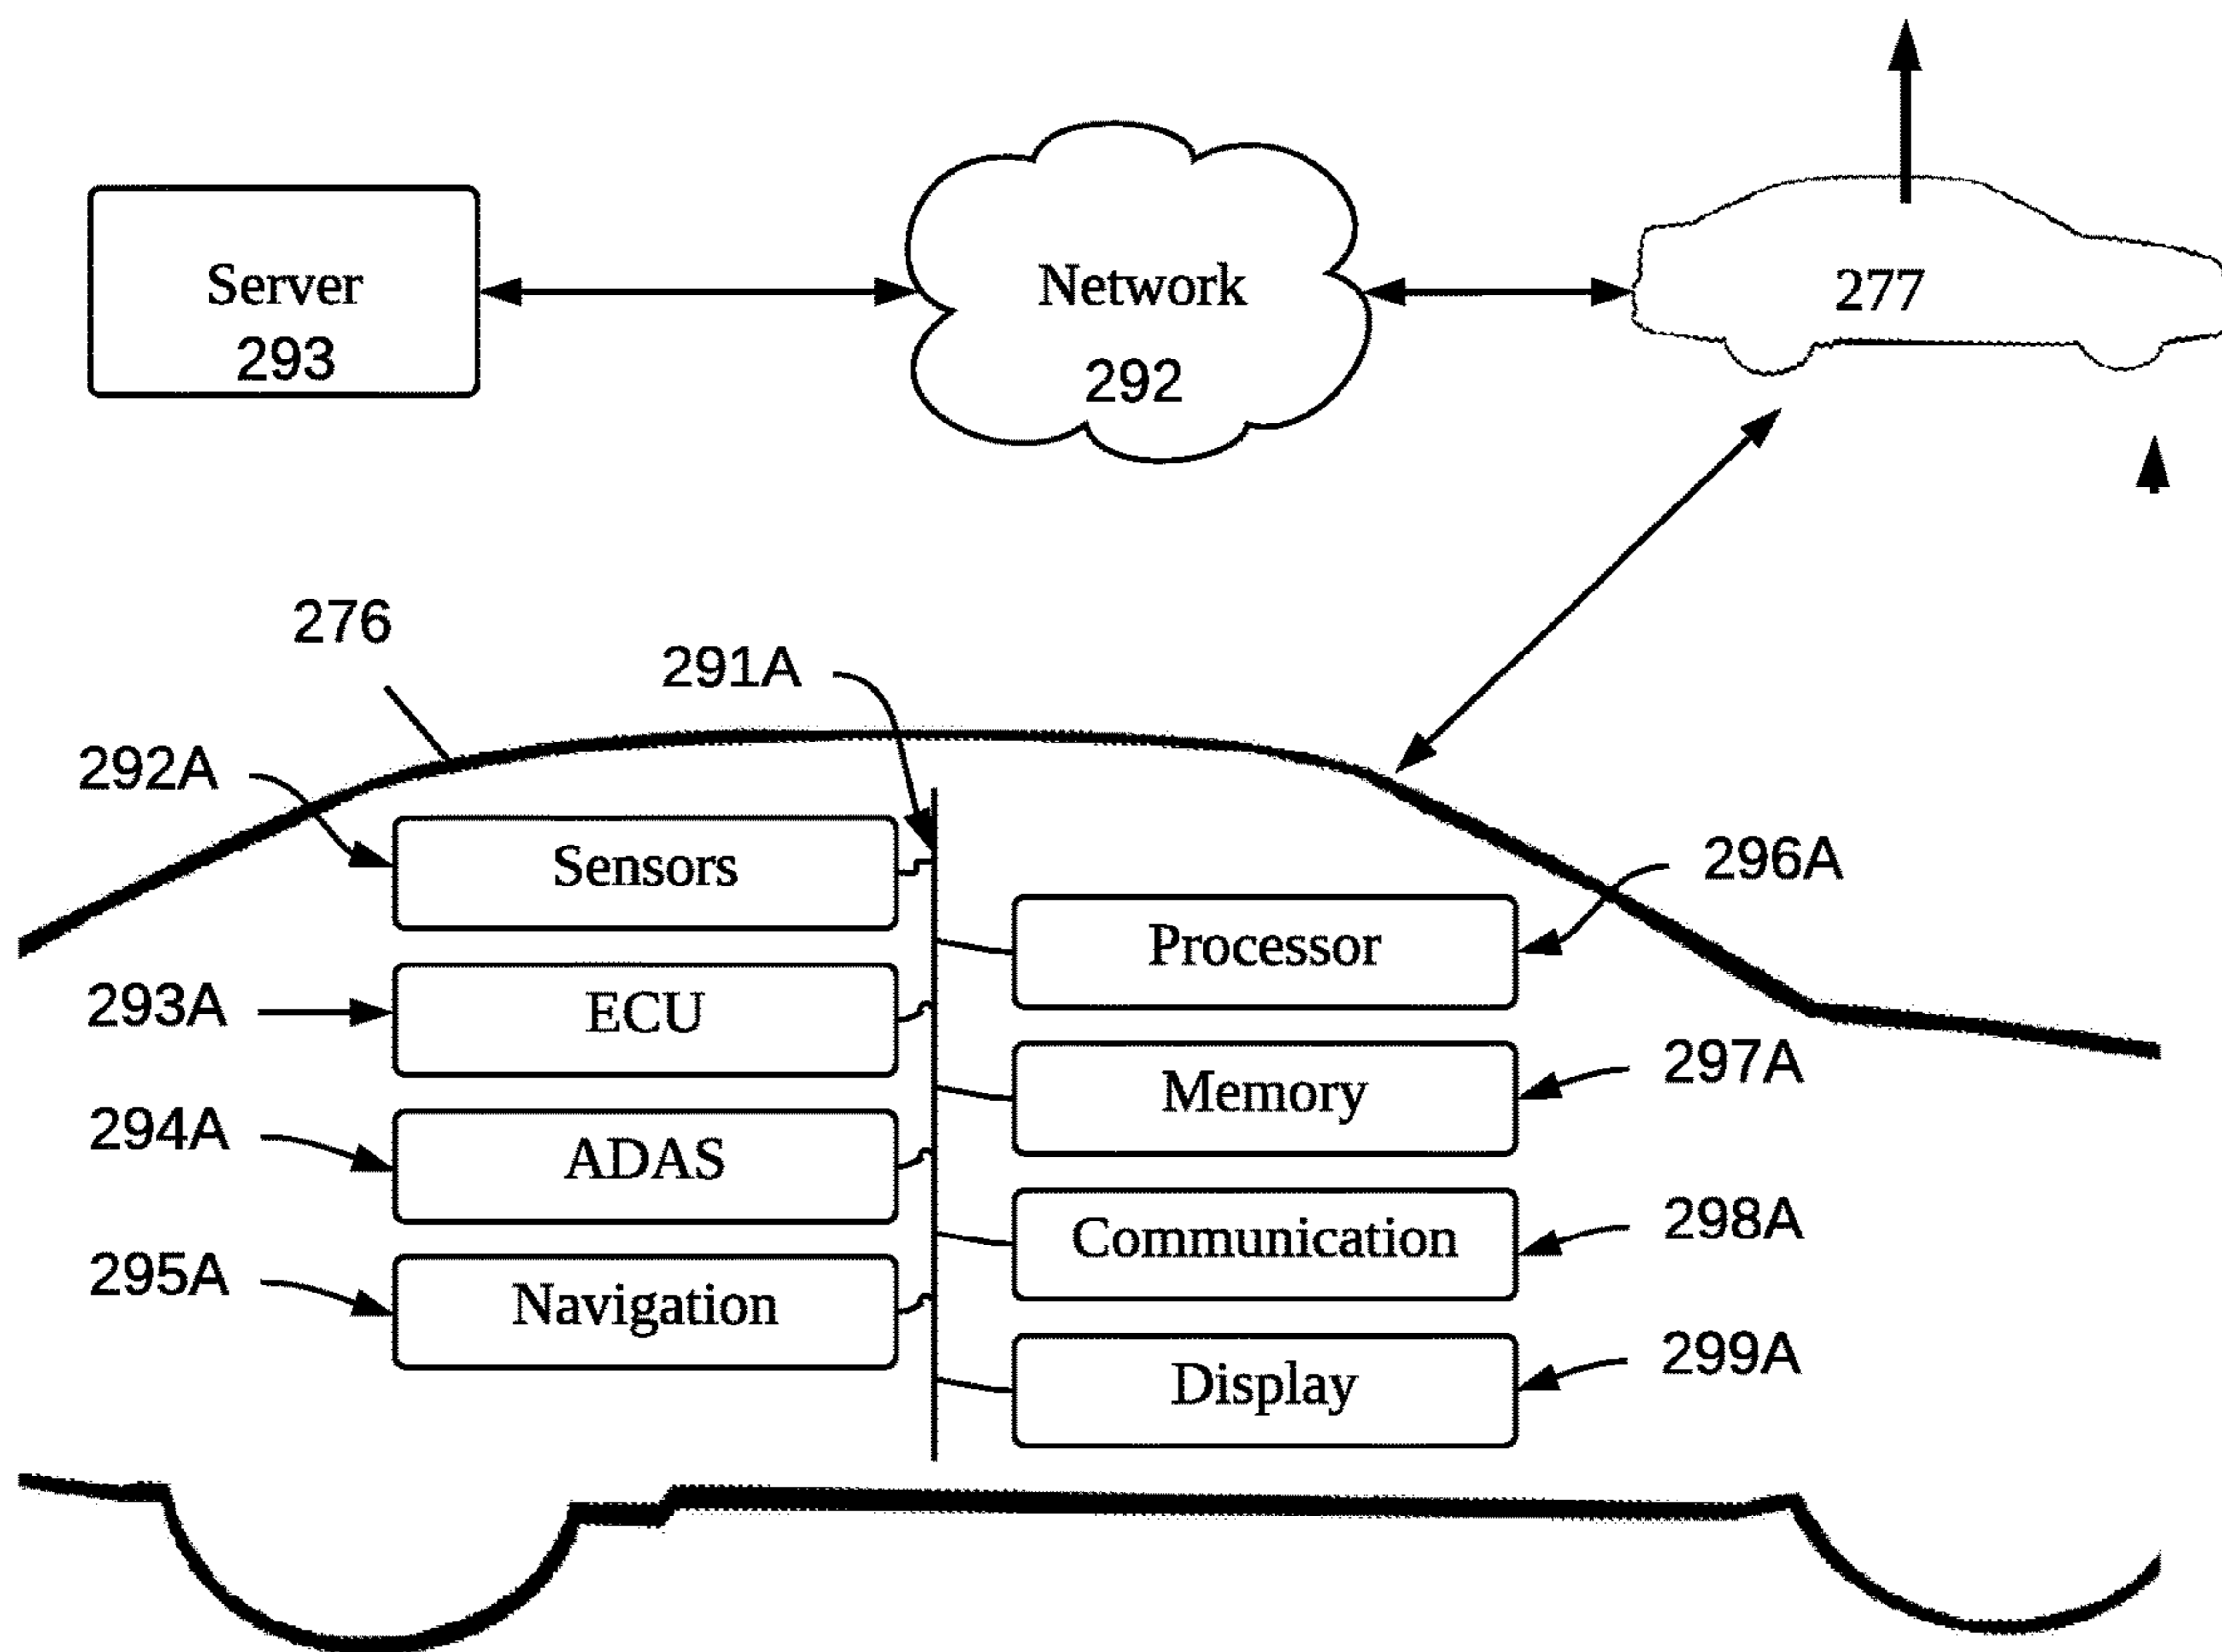 Server
293
Network
292
277
276
291A
292A
Sensors
296A
Processor
293A
ECU
297A
Memory
294A
ADAS
298A
Communication
295A
Navigation
299A
Display